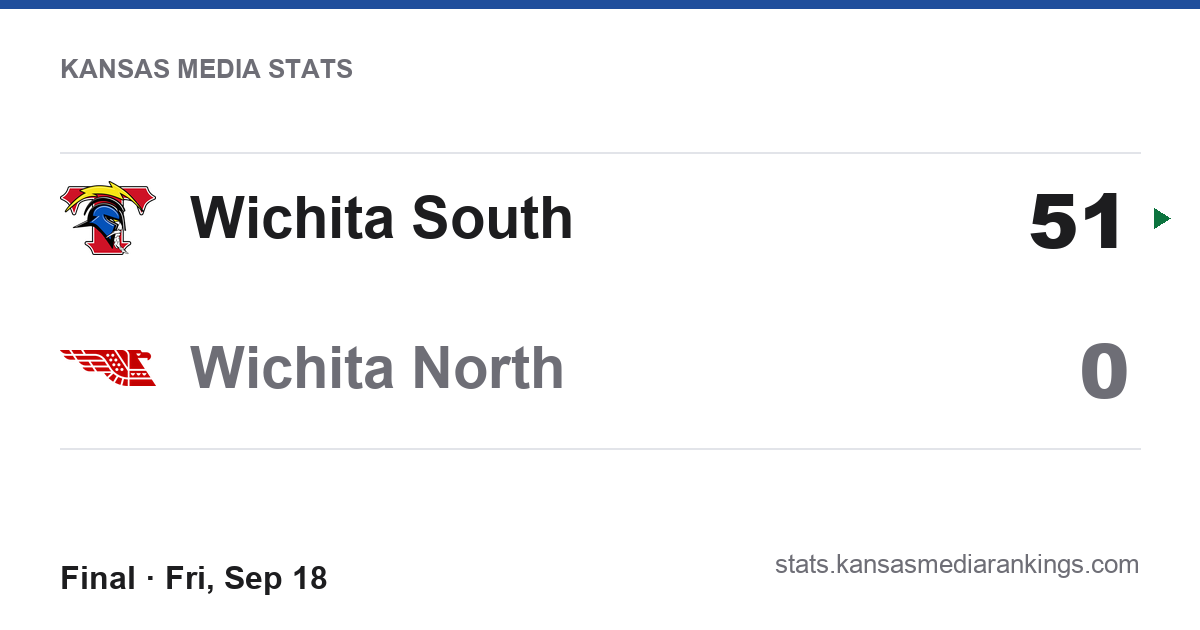 KANSAS MEDIA STATS
Wichita South 51
Wichita North 0
Final · Fri, Sep 18
stats.kansasmediarankings.com